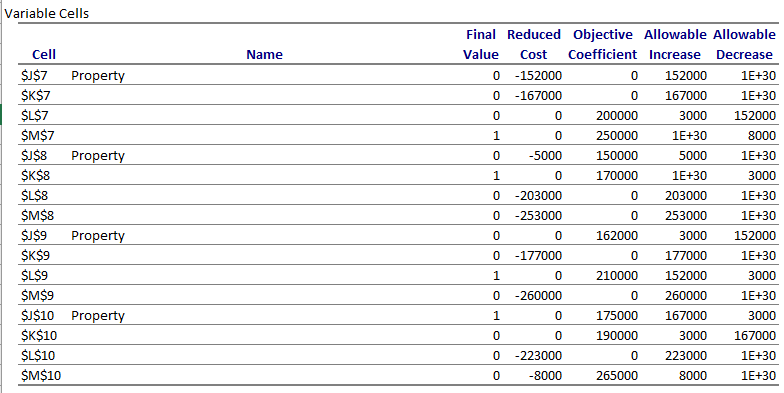 Variable Cells
Final Reduced Objective Allowable Allowable
Cell Name Value Cost Coefficient Increase Decrease
$J$7 Property 0 -152000 0 152000 1E+30
$K$7 0 -167000 0 167000 1E+30
$L$7 0 0 200000 3000 152000
$M$7 1 0 250000 1E+30 8000
$J$8 Property 0 -5000 150000 5000 1E+30
$K$8 1 0 170000 1E+30 3000
$L$8 0 -203000 0 203000 1E+30
$M$8 0 -253000 0 253000 1E+30
$J$9 Property 0 0 162000 3000 152000
$K$9 0 -177000 0 177000 1E+30
$L$9 1 0 210000 152000 3000
$M$9 0 -260000 0 260000 1E+30
$J$10 Property 1 0 175000 167000 3000
$K$10 0 0 190000 3000 167000
$L$10 0 -223000 0 223000 1E+30
$M$10 0 -8000 265000 8000 1E+30